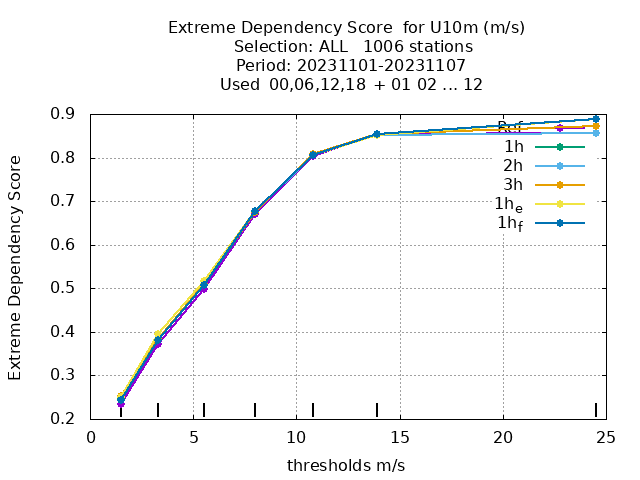 Extreme Dependency Score for U10m (m/s)
Selection: ALL 1006 stations
Period: 20231101-20231107
Used 00,06,12,18 + 01 02 ... 12
Extreme Dependency Score
0.9
0.8
0.7
0.6
0.5
0.4
0.3
0.2
0 5 10 15 20 25
thresholds m/s
1h
2h
3h
1he
1hf